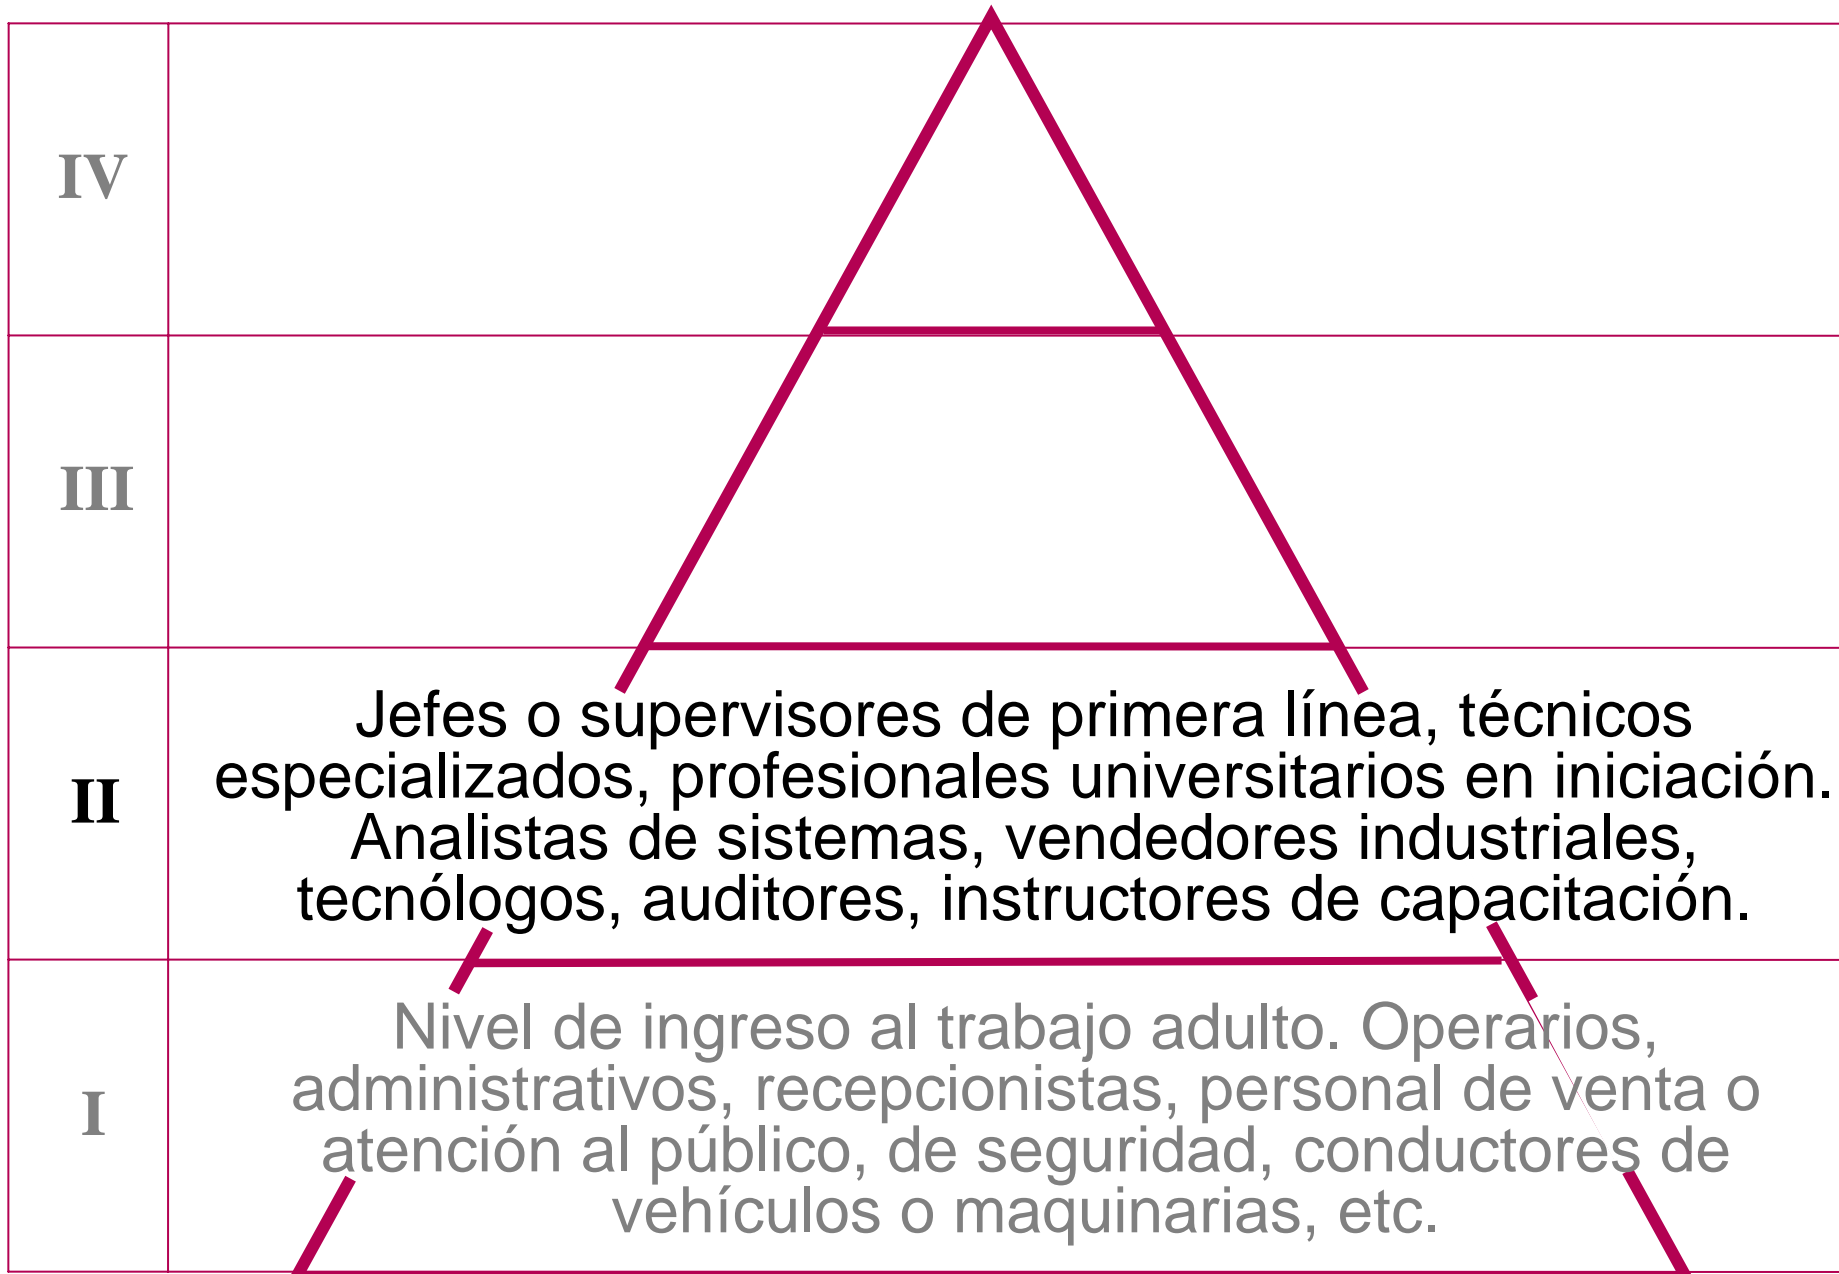 IV
III
II
Jefes o supervisores de primera línea, técnicos
especializados, profesionales universitarios en iniciación.
Analistas de sistemas, vendedores industriales,
tecnólogos, auditores, instructores de capacitación.
I
Nivel de ingreso al trabajo adulto. Operarios,
administrativos, recepcionistas, personal de venta o
atención al público, de seguridad, conductores de
vehículos o maquinarias, etc.